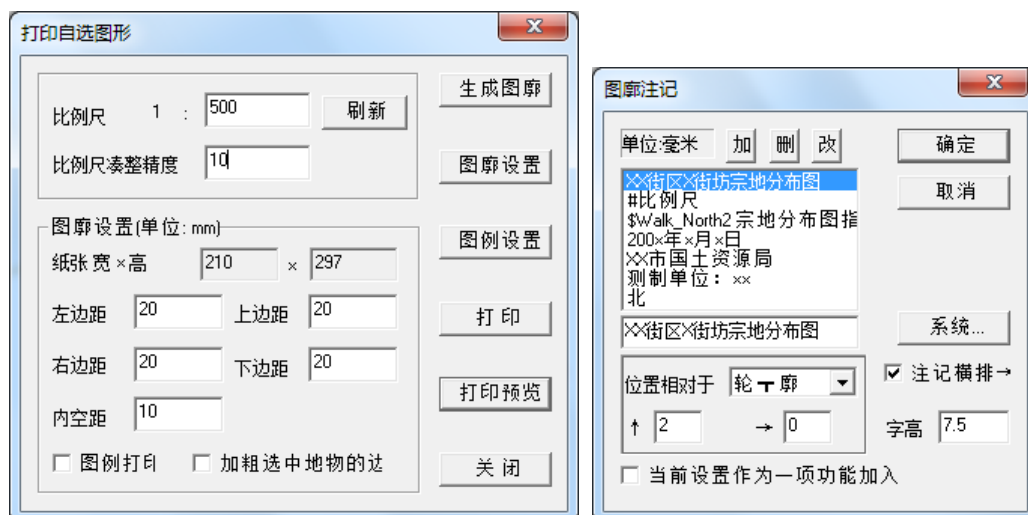 打印自选图形
比例尺 1 : 500 刷新
比例尺凑整精度 10
生成图廓
图廓设置
图例设置
打印
打印预览
关闭
图廓设置(单位: mm)
纸张 宽×高 210 × 297
左边距 20 上边距 20
右边距 20 下边距 20
内空距 10
图例打印 加粗选中地物的边
图廓注记
单位:毫米 加 删 改
确定
取消
系统...
××街区×街坊宗地分布图
#比例尺
$Walk_North2 宗地分布图指
200×年×月×日
××市国土资源局
测制单位: ××
北
××街区×街坊宗地分布图
位置相对于 轮┬廓
↑ 2 → 0
注记横排→
字高 7.5
当前设置作为一项功能加入